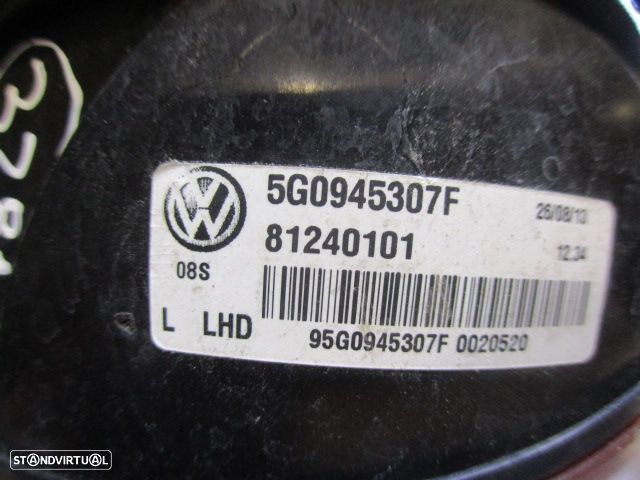 5G0945307F
26/08/13
81240101
12.34
08S
L LHD
95G0945307F 0020520
STANDVIRTUAL